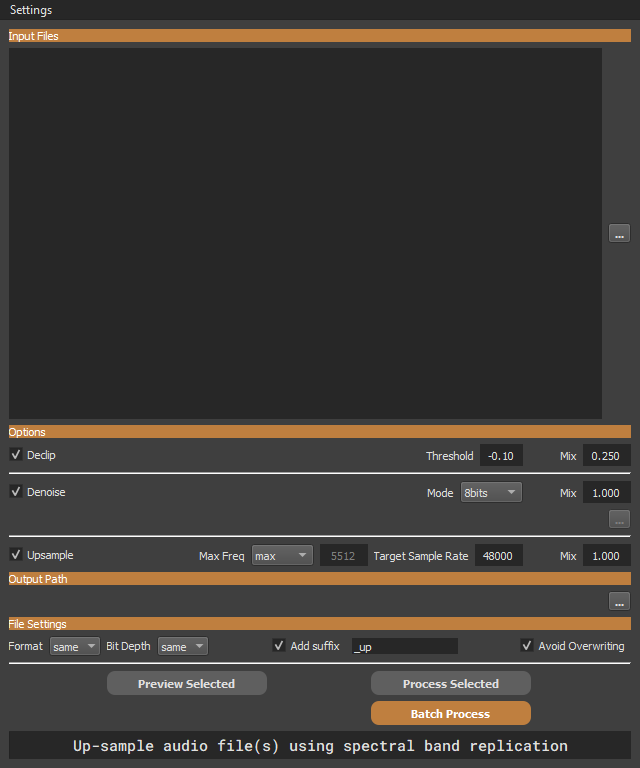 Settings
Input Files
...
Options
Declip Threshold -0.10 Mix 0.250
Denoise Mode 8bits Mix 1.000
...
Upsample Max Freq max 5512 Target Sample Rate 48000 Mix 1.000
Output Path
...
File Settings
Format same Bit Depth same Add suffix _up Avoid Overwriting
Preview Selected Process Selected
Batch Process
Up-sample audio file(s) using spectral band replication